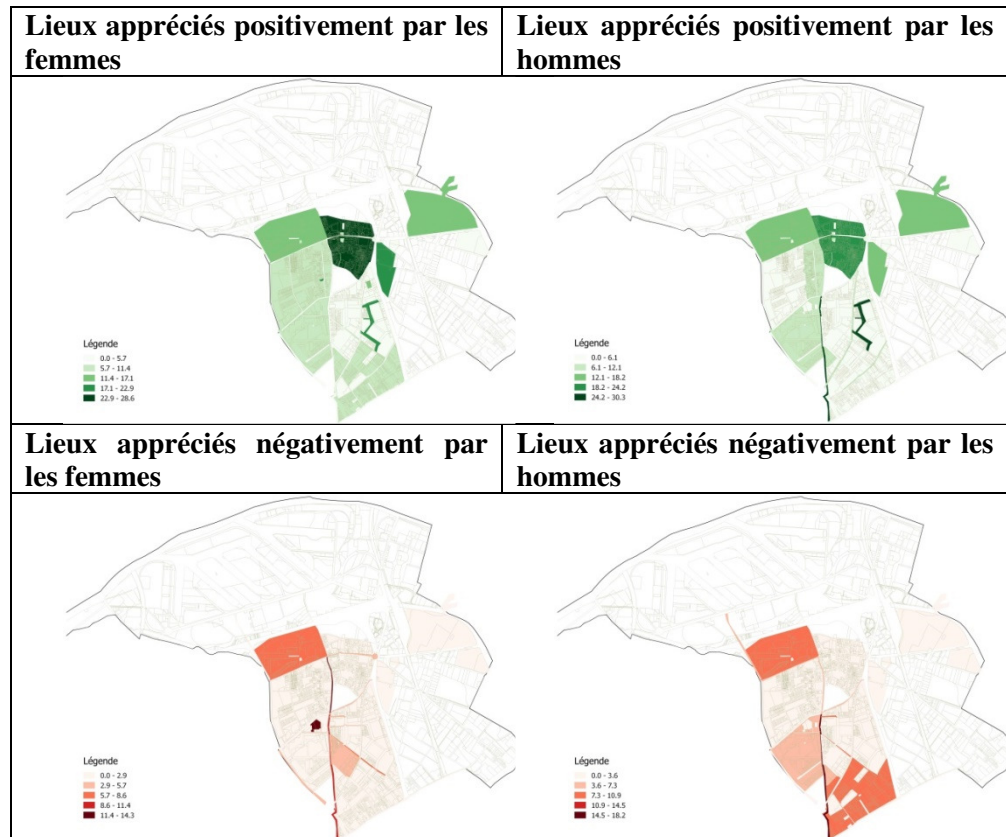 Lieux appréciés positivement par les
femmes
Lieux appréciés positivement par les
hommes
Légende
0.0 - 5.7
5.7 - 11.4
11.4 - 17.1
17.1 - 22.9
22.9 - 28.6
Légende
0.0 - 6.1
6.1 - 12.1
12.1 - 18.2
18.2 - 24.2
24.2 - 30.3
Lieux appréciés négativement par
les femmes
Lieux appréciés négativement par les
hommes
Légende
0.0 - 2.9
2.9 - 5.7
5.7 - 8.6
8.6 - 11.4
11.4 - 14.3
Légende
0.0 - 3.6
3.6 - 7.3
7.3 - 10.9
10.9 - 14.5
14.5 - 18.2